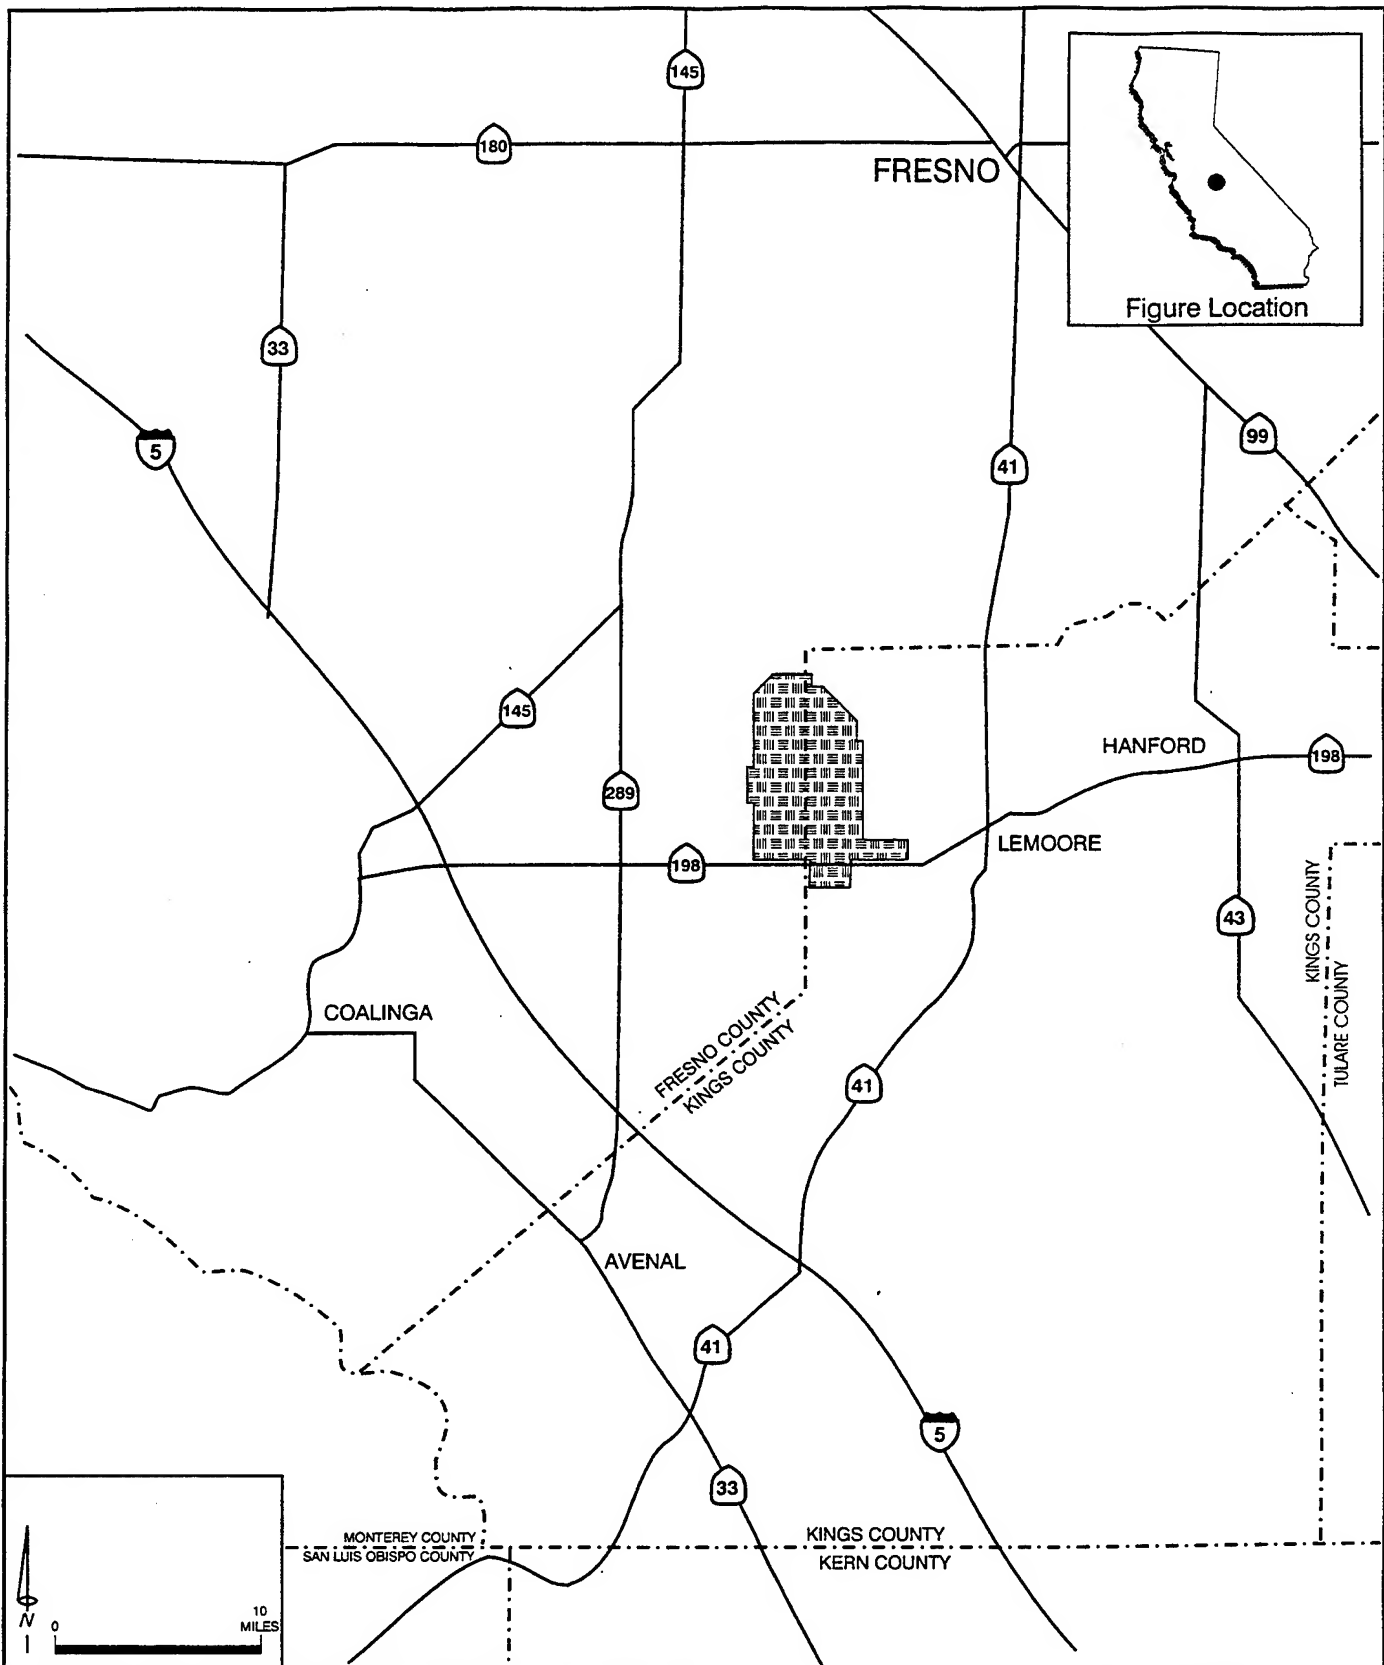 145
180
FRESNO
Figure Location
33
5
99
41
145
HANFORD
198
289
LEMOORE
198
KINGS COUNTY
TULARE COUNTY
43
COALINGA
FRESNO COUNTY
KINGS COUNTY
41
AVENAL
41
5
33
MONTEREY COUNTY
SAN LUIS OBISPO COUNTY
KINGS COUNTY
KERN COUNTY
N
0
10
MILES